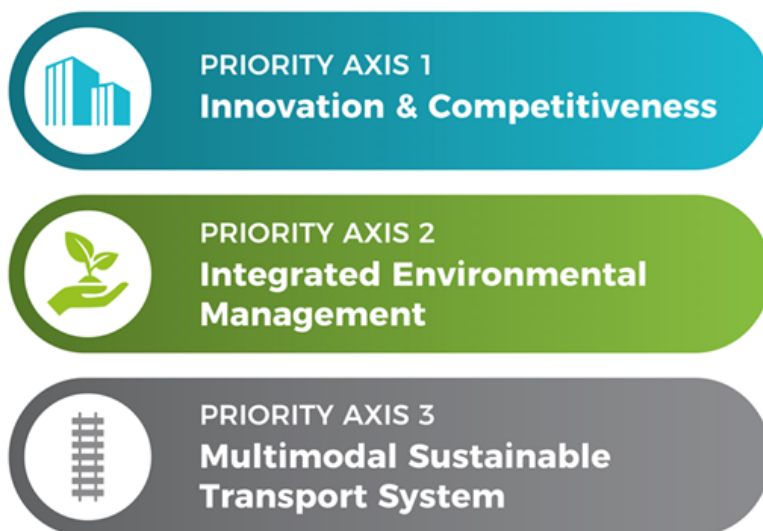 PRIORITY AXIS 1
Innovation & Competitiveness
PRIORITY AXIS 2
Integrated Environmental
Management
PRIORITY AXIS 3
Multimodal Sustainable
Transport System